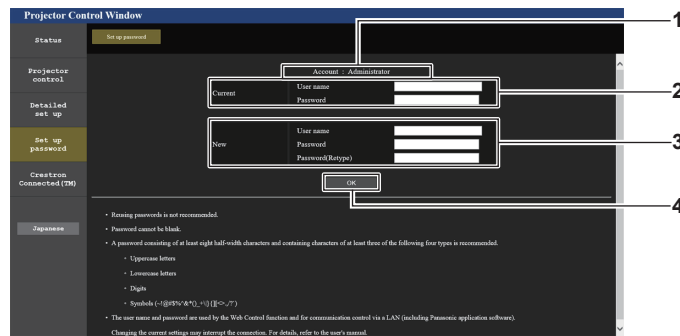 Projector Control Window
1
Status
Set up password
Projector
control
Account : Administrator
2
Current
User name
Password
Detailed
set up
3
New
User name
Password
Password(Retype)
Set up
password
OK
Crestron
Connected(TM)
4
Japanese
• Reusing passwords is not recommended.
• Password cannot be blank.
• A password consisting of at least eight half-width characters and containing characters of at least three of the following four types is recommended.
• Uppercase letters
• Lowercase letters
• Digits
• The user name and password are used by the Web Control function and for communication control via a LAN (including Panasonic application software).
Changing the current settings may interrupt the connection. For details, refer to the user's manual.